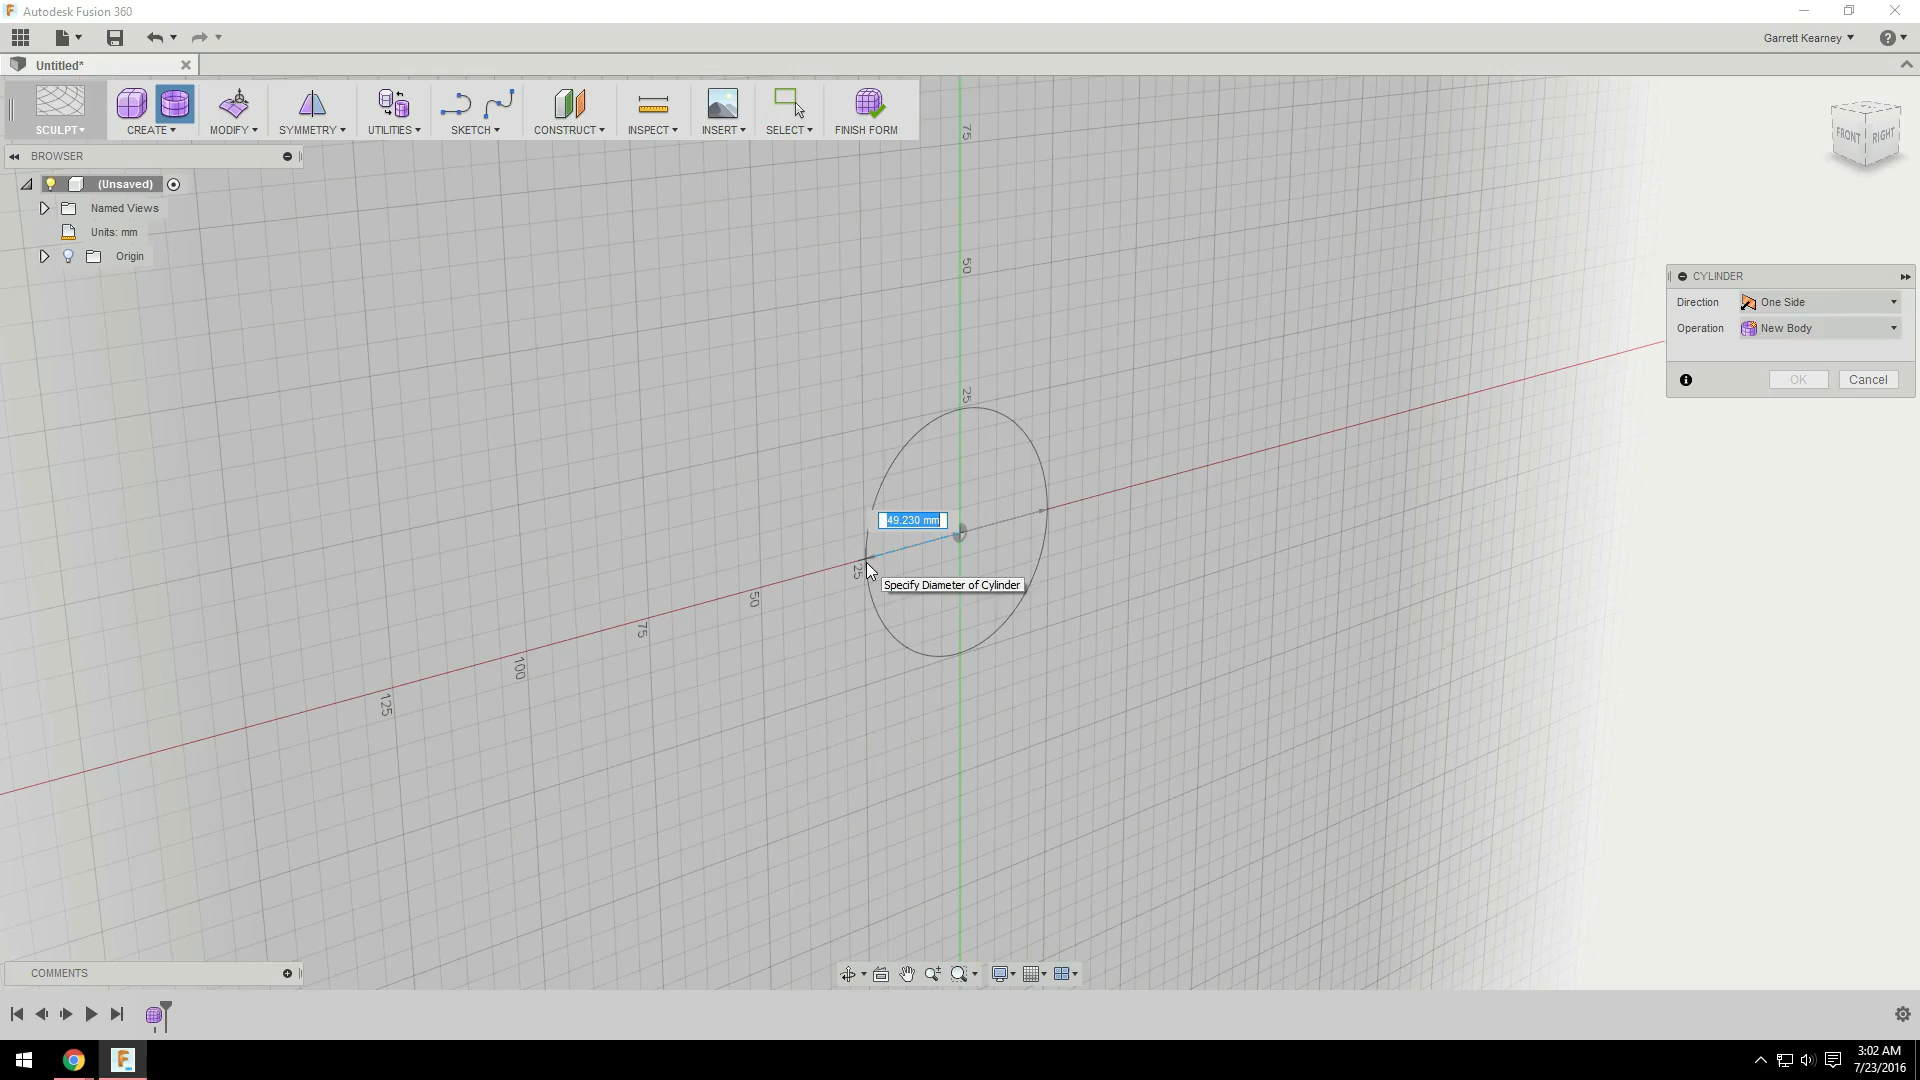 Autodesk Fusion 360
Garrett Kearney
Untitled*
SCULPT
CREATE
MODIFY
SYMMETRY
UTILITIES
SKETCH
CONSTRUCT
INSPECT
INSERT
SELECT
FINISH FORM
BROWSER
(Unsaved)
Named Views
Units: mm
Origin
FRONT
RIGHT
CYLINDER
Direction
One Side
Operation
New Body
OK
Cancel
75
50
25
49.230 mm
Specify Diameter of Cylinder
25
50
75
100
125
COMMENTS
3:02 AM
7/23/2016